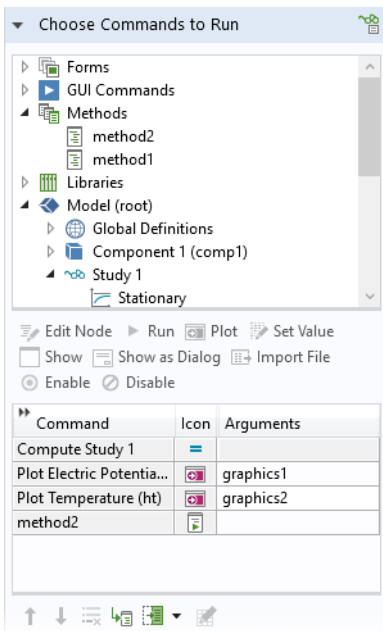 Choose Commands to Run
Forms
GUI Commands
Methods
method2
method1
Libraries
Model (root)
Global Definitions
Component 1 (comp1)
Study 1
Stationary
Edit Node Run Plot Set Value
Show Show as Dialog Import File
Enable Disable
Command Icon Arguments
Compute Study 1
Plot Electric Potentia... graphics1
Plot Temperature (ht) graphics2
method2